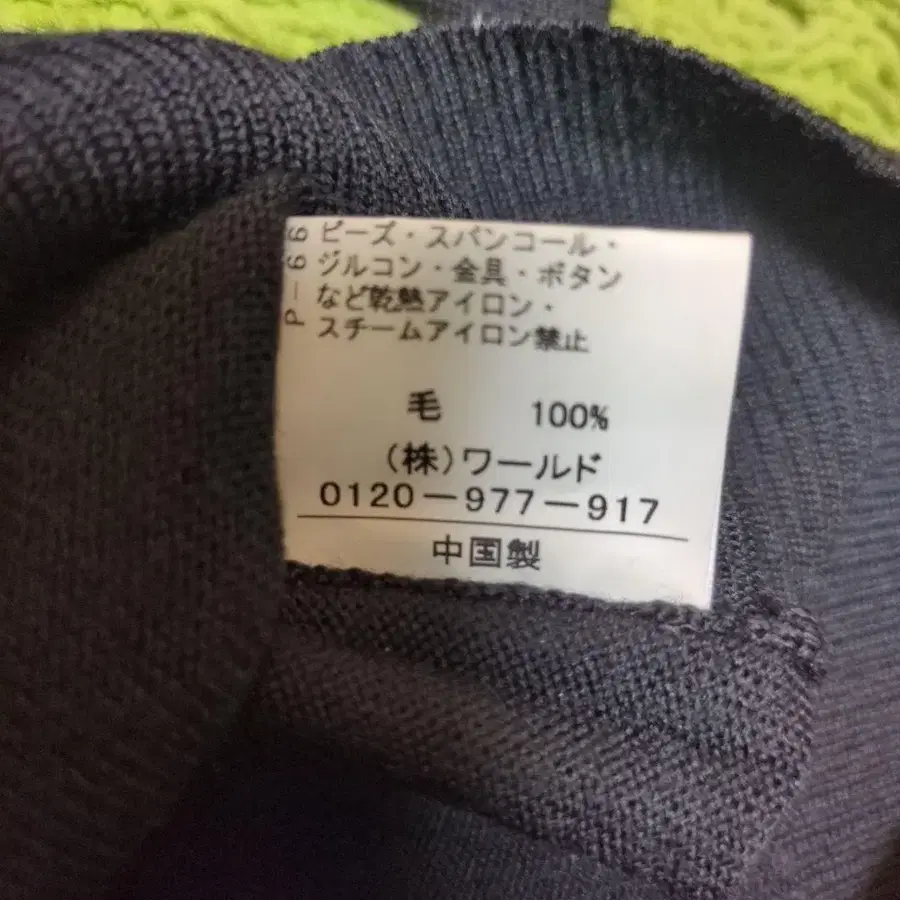 P-66
ビーズ・スパンコール・
ジルコン・金具・ボタン
など乾熱アイロン・
スチームアイロン禁止
毛 100%
(株)ワールド
0120-977-917
中国製